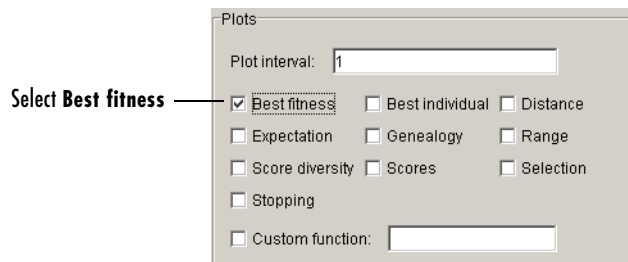 Plots
Plot interval: 1
Select Best fitness
Best fitness Best individual Distance
Expectation Genealogy Range
Score diversity Scores Selection
Stopping
Custom function: